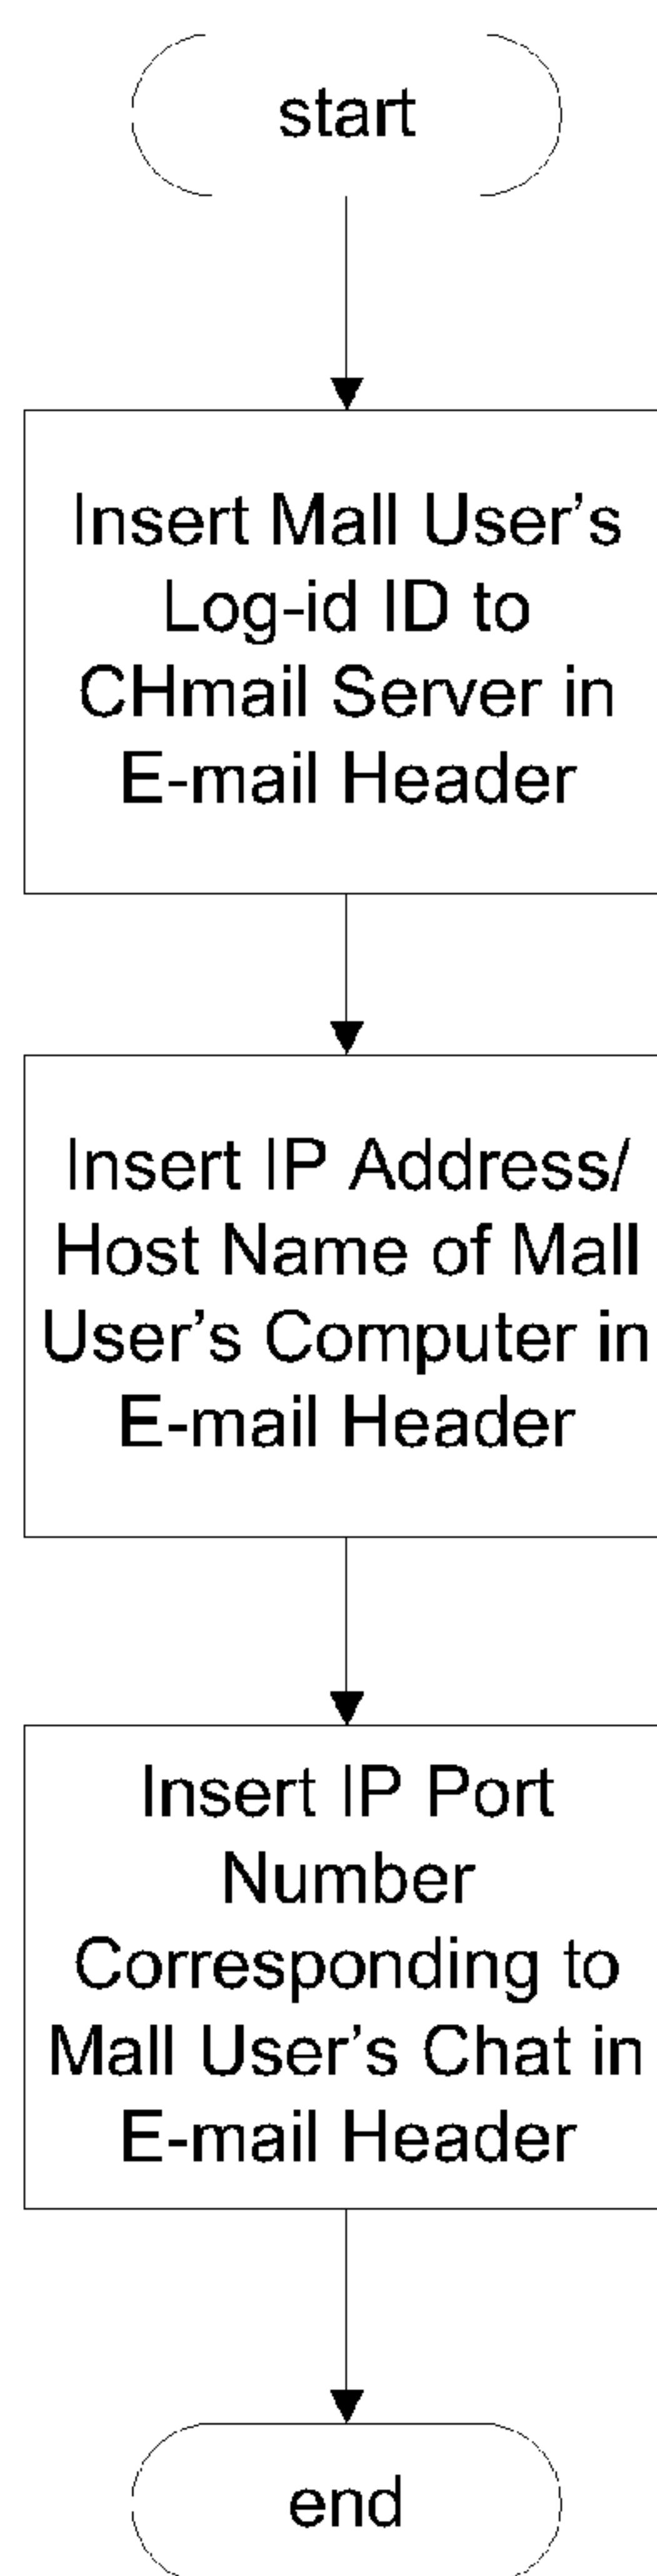 start
Insert Mall User’s
Log-id ID to
CHmail Server in
E-mail Header
Insert IP Address/
Host Name of Mall
User’s Computer in
E-mail Header
Insert IP Port
Number
Corresponding to
Mall User’s Chat in
E-mail Header
end